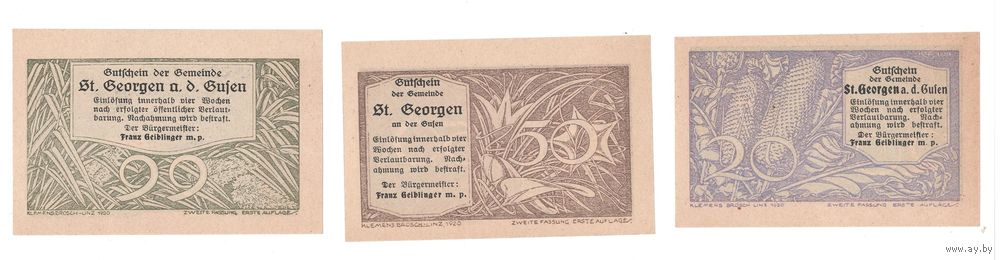 Gutschein der Gemeinde
St. Georgen a. d. Gusen
Einlösung innerhalb vier Wochen
nach erfolgter öffentlicher Verlaut-
barung. Nachahmung wird bestraft.
Der Bürgermeister:
Franz Geiblinger m. p.
99
KLEMENS BROSCH-LINZ 1920
ZWEITE FASSUNG ERSTE AUFLAGE
Gutschein
der Gemeinde
St. Georgen
an der Gusen
Einlösung innerhalb vier
Wochen nach erfolgter
Verlautbarung. Nach-
ahmung wird bestraft.
Der Bürgermeister:
Franz Geiblinger m. p.
50
KLEMENS BROSCH-LINZ, 1920
ZWEITE FASSUNG ERSTE AUFLAGE
Gutschein
der Gemeinde
St. Georgen a. d. Gusen
Einlösung innerhalb vier
Wochen nach erfolgter
Verlautbarung. Nach-
ahmung wird bestraft.
Der Bürgermeister:
Franz Geiblinger m. p.
20
KLEMENS BROSCH LINZ 1920
ZWEITE FASSUNG ERSTE AUFLAGE
www.ay.by